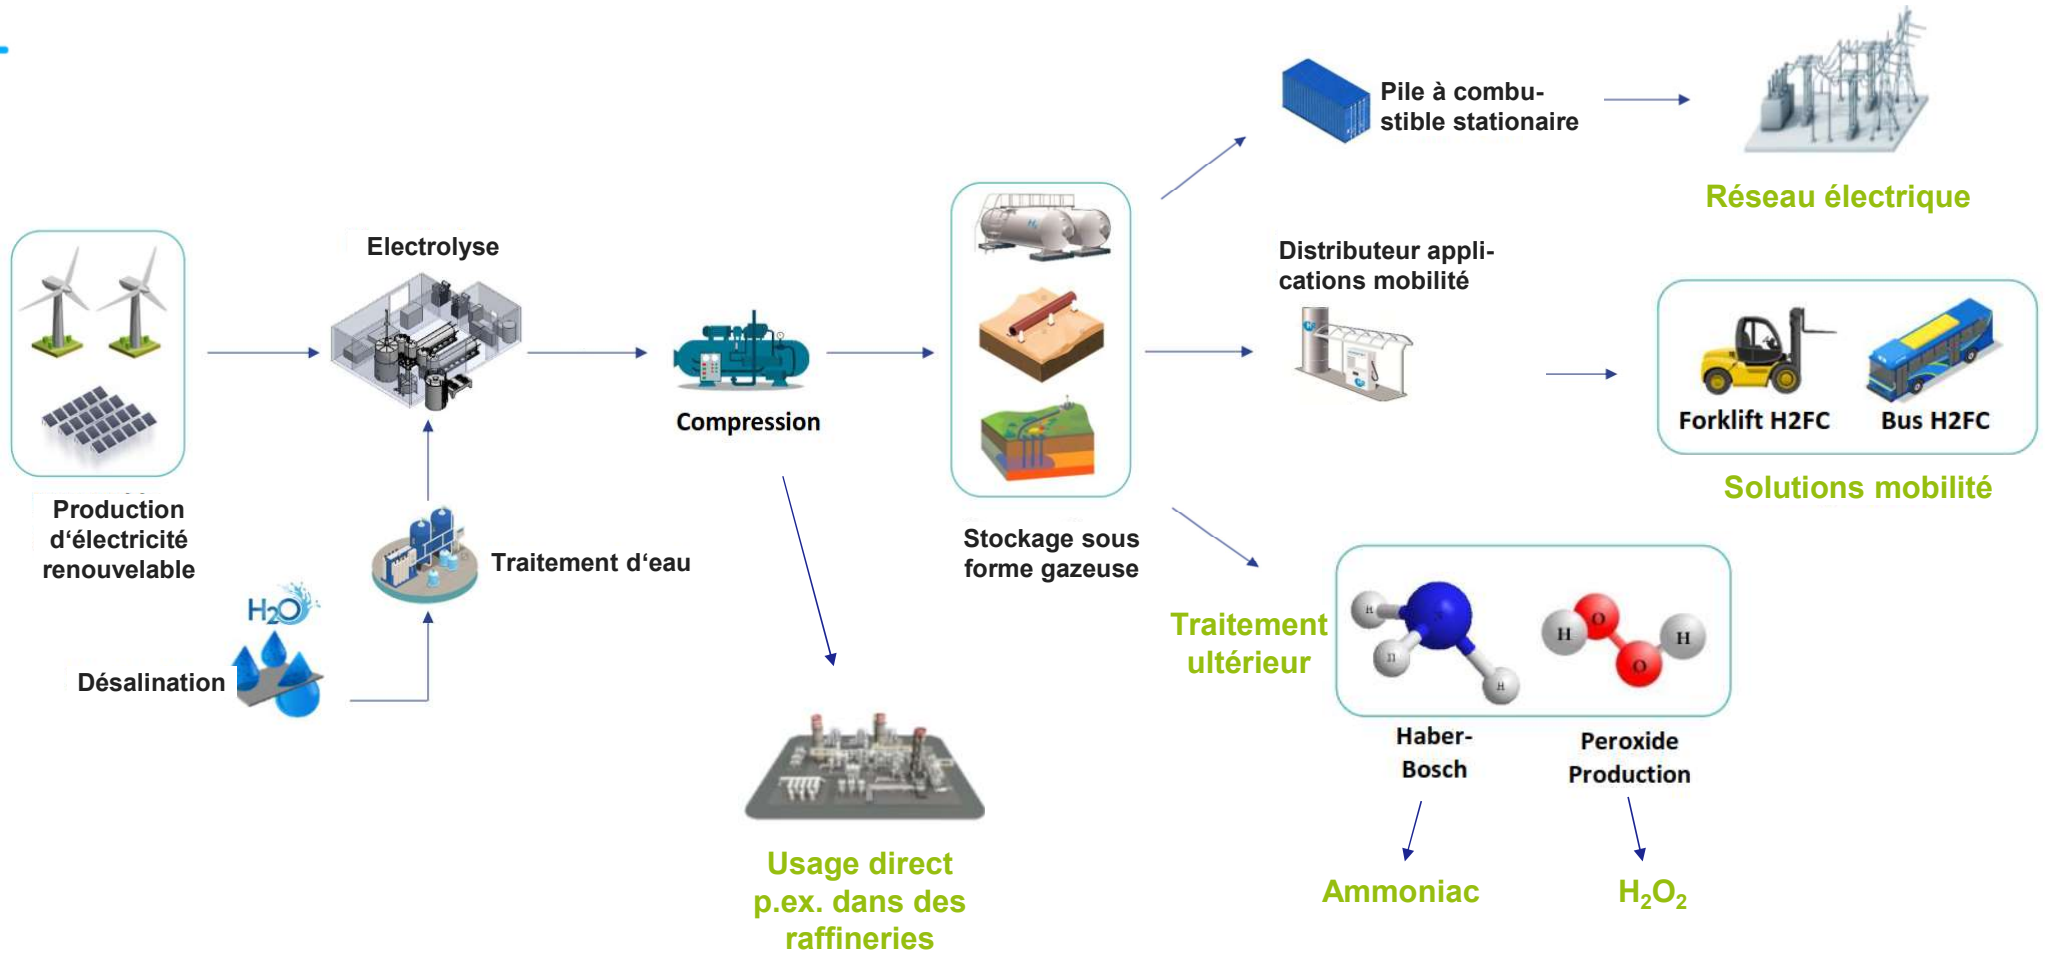 Pile à combu-
stible stationaire
Réseau électrique
Electrolyse
Distributeur appli-
cations mobilité
H2
Compression
Forklift H2FC
Bus H2FC
Solutions mobilité
Production
d‘électricité
renouvelable
Stockage sous
forme gazeuse
Traitement d‘eau
H2O
Désalination
Traitement
ultérieur
H
N
H
H
H
O
O
H
Haber-
Bosch
Peroxide
Production
Usage direct
p.ex. dans des
raffineries
Ammoniac
H₂O₂